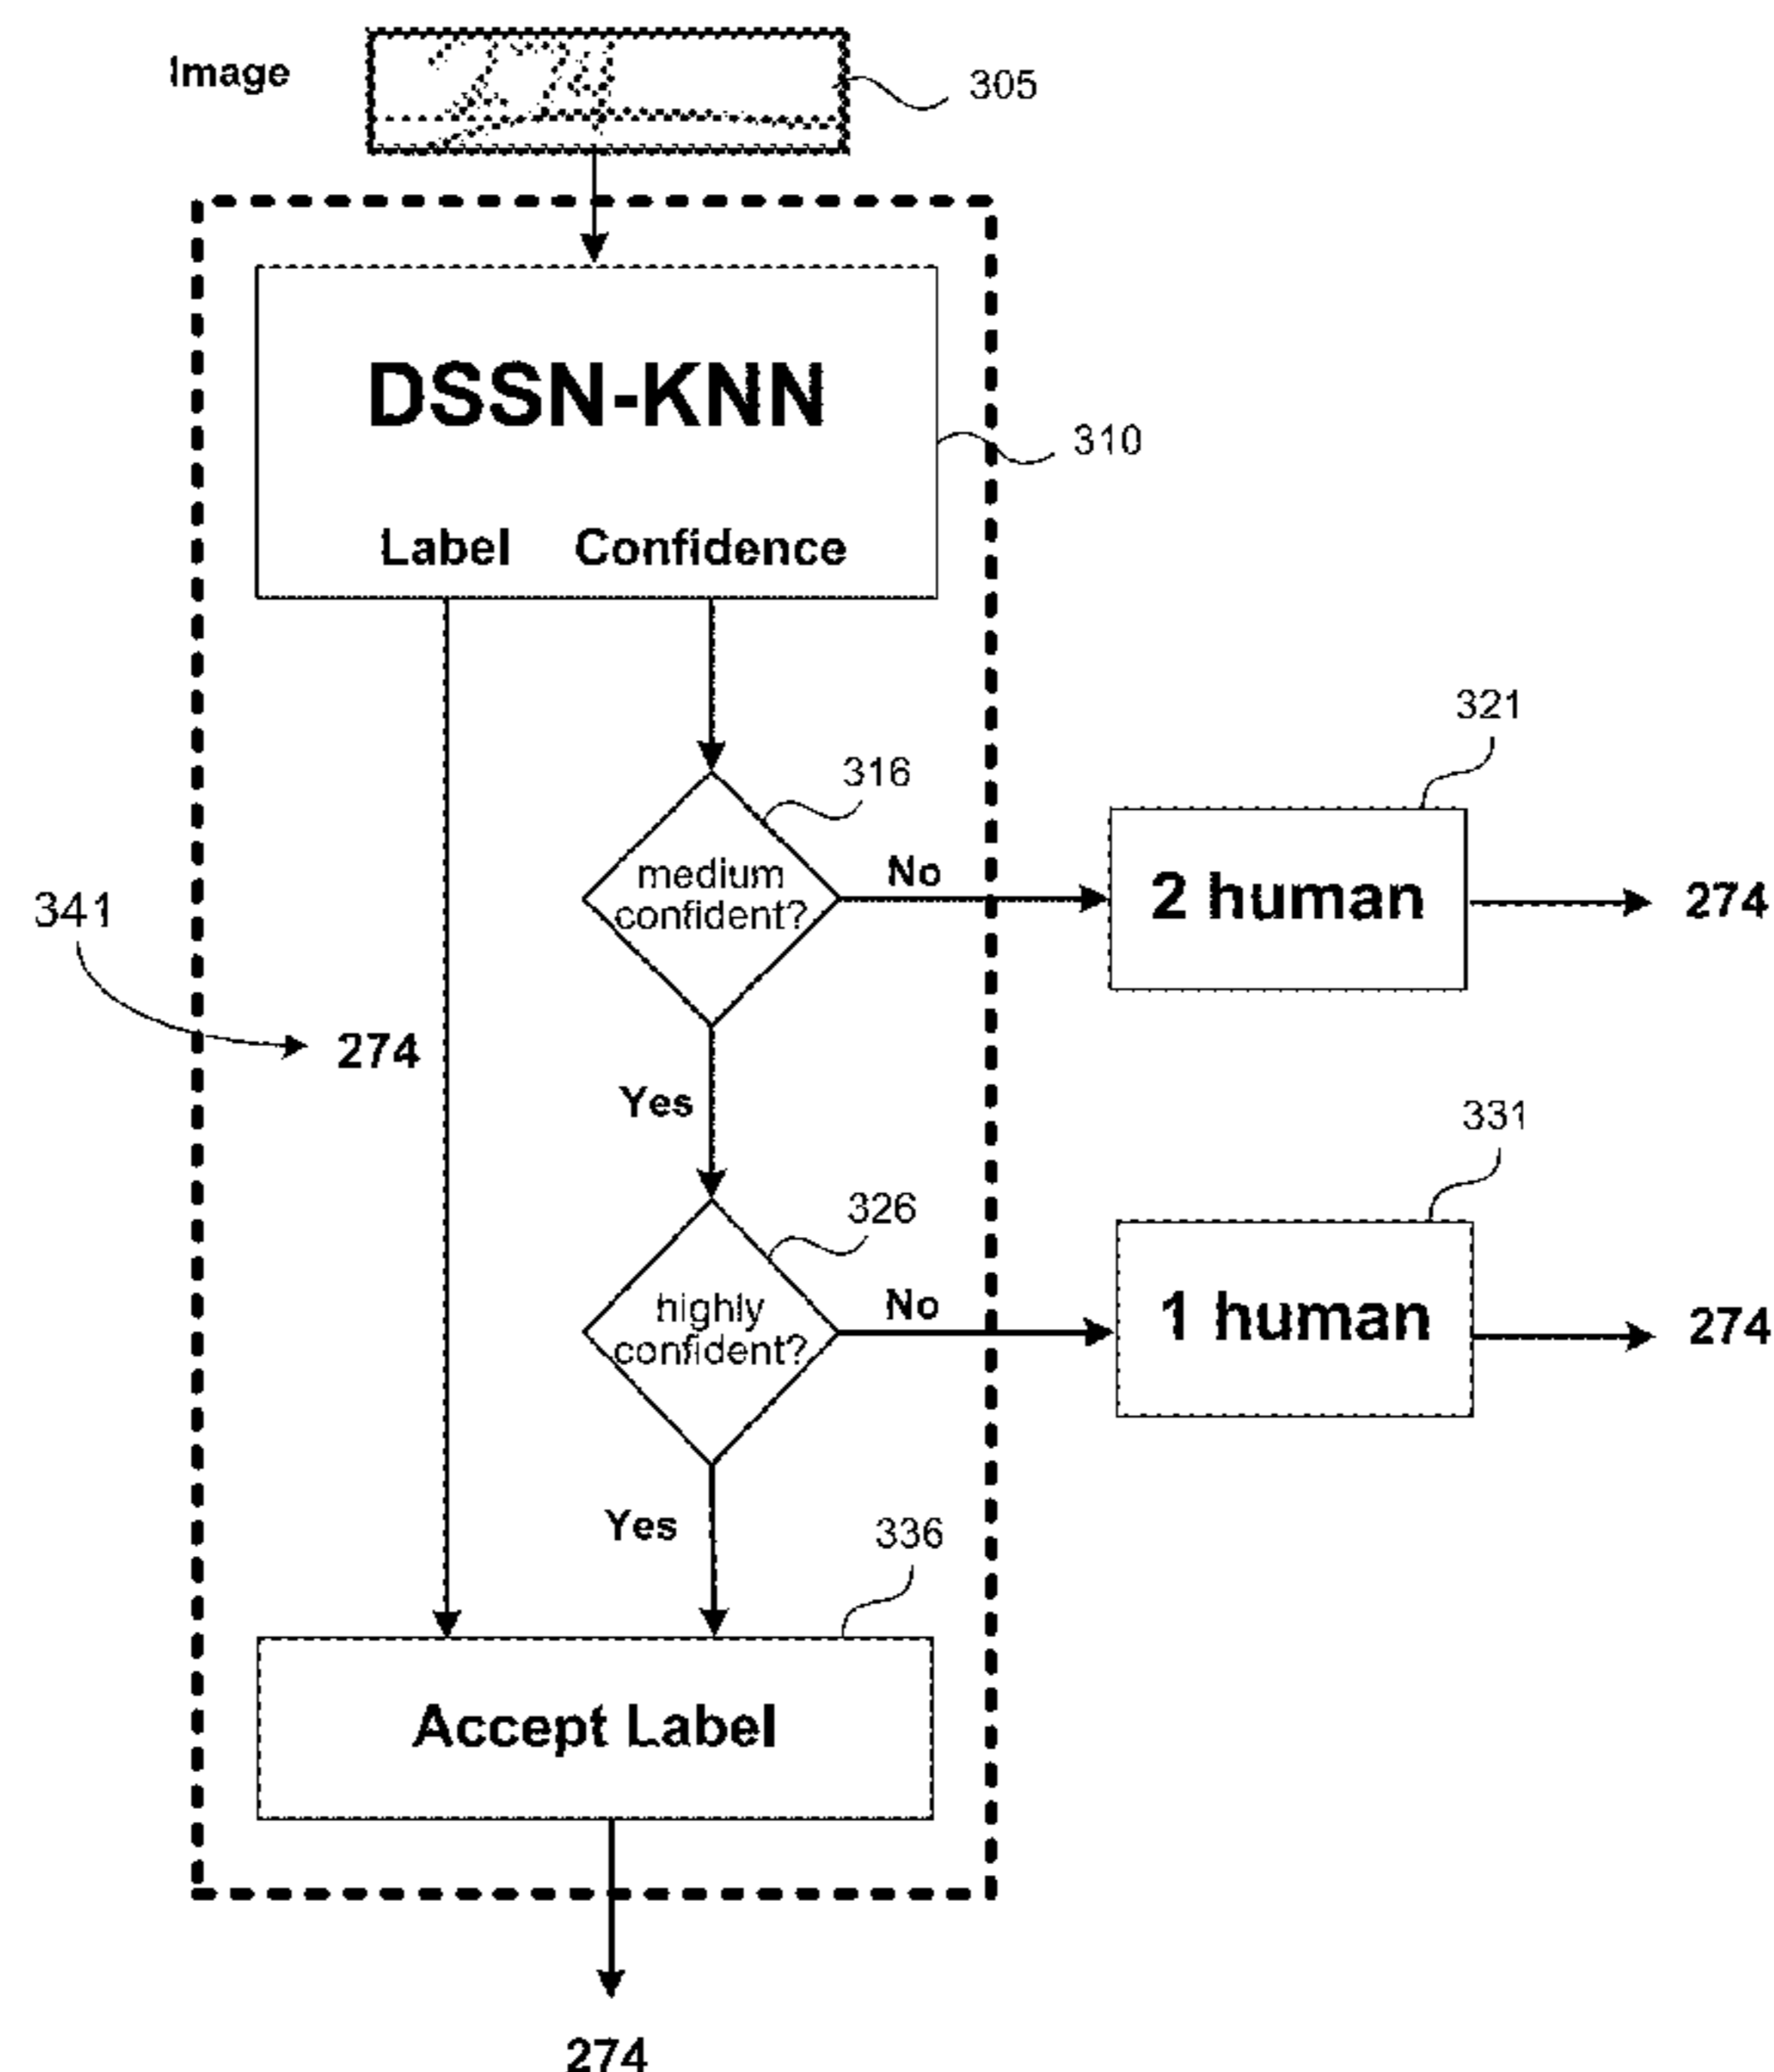 Image
305
DSSN-KNN
310
Label Confidence
321
316
medium
confident?
No
2 human
274
341
274
Yes
331
326
highly
confident?
No
1 human
274
Yes
336
Accept Label
274